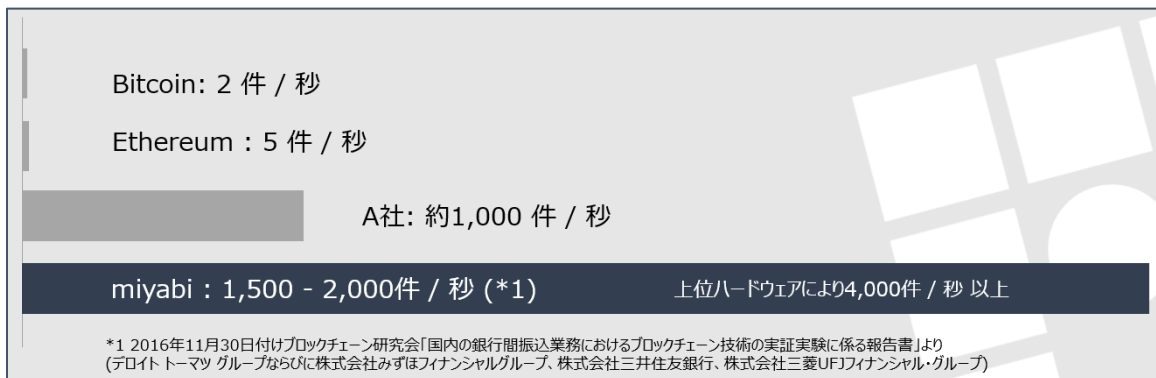 Bitcoin: 2 件 / 秒
Ethereum : 5 件 / 秒
A社: 約1,000 件 / 秒
miyabi : 1,500 - 2,000件 / 秒 (*1) 上位ハードウェアにより4,000件 / 秒 以上
*1 2016年11月30日付けブロックチェーン研究会「国内の銀行間振込業務におけるブロックチェーン技術の実証実験に係る報告書」より
(デロイト トーマツ グループならびに株式会社みずほフィナンシャルグループ、株式会社三井住友銀行、株式会社三菱UFJフィナンシャル・グループ)